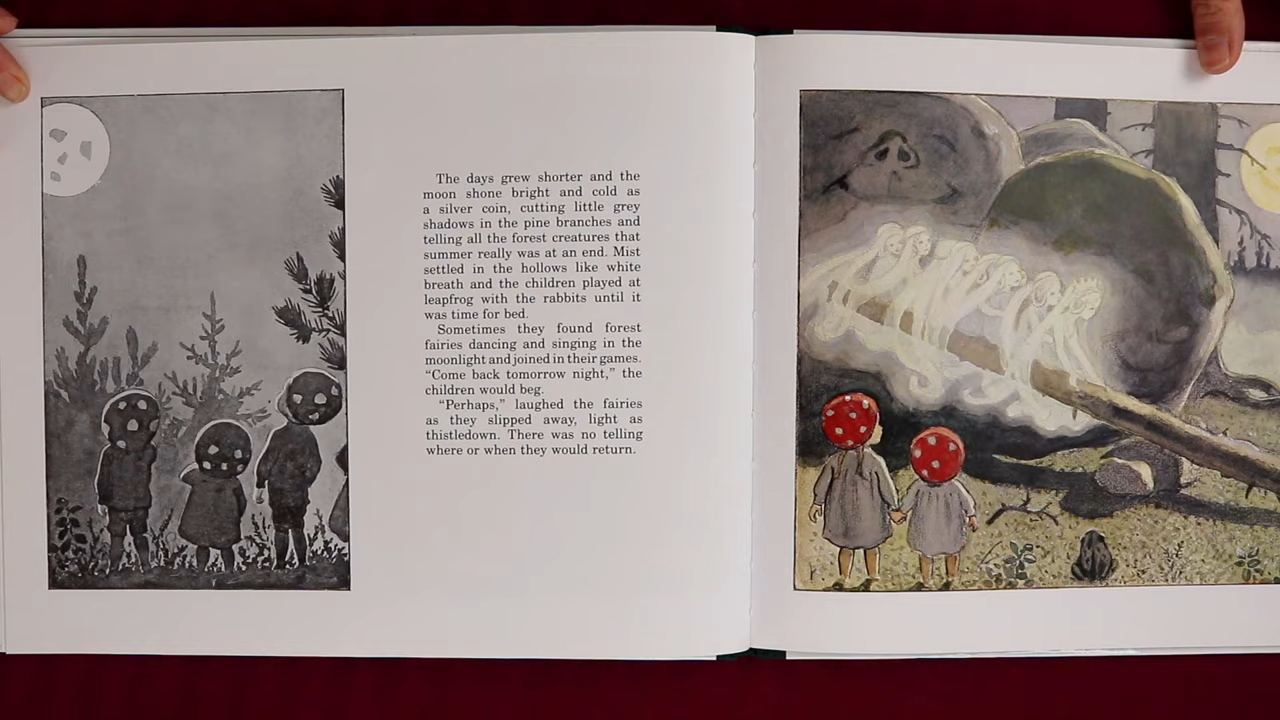 The days grew shorter and the
moon shone bright and cold as
a silver coin, cutting little grey
shadows in the pine branches and
telling all the forest creatures that
summer really was at an end. Mist
settled in the hollows like white
breath and the children played at
leapfrog with the rabbits until it
was time for bed.
Sometimes they found forest
fairies dancing and singing in the
moonlight and joined in their games.
“Come back tomorrow night,” the
children would beg.
“Perhaps,” laughed the fairies
as they slipped away, light as
thistledown. There was no telling
where or when they would return.